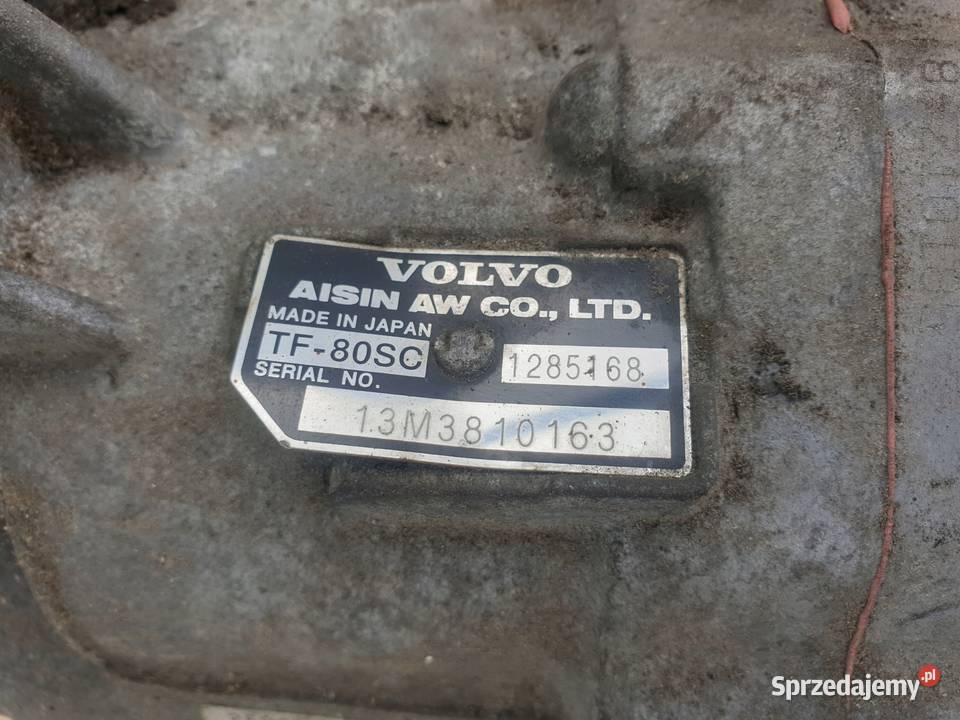 VOLVO
AISIN AW CO., LTD.
MADE IN JAPAN
TF-80SC 1285168
SERIAL NO.
13M3810163
Sprzedajemy.pl